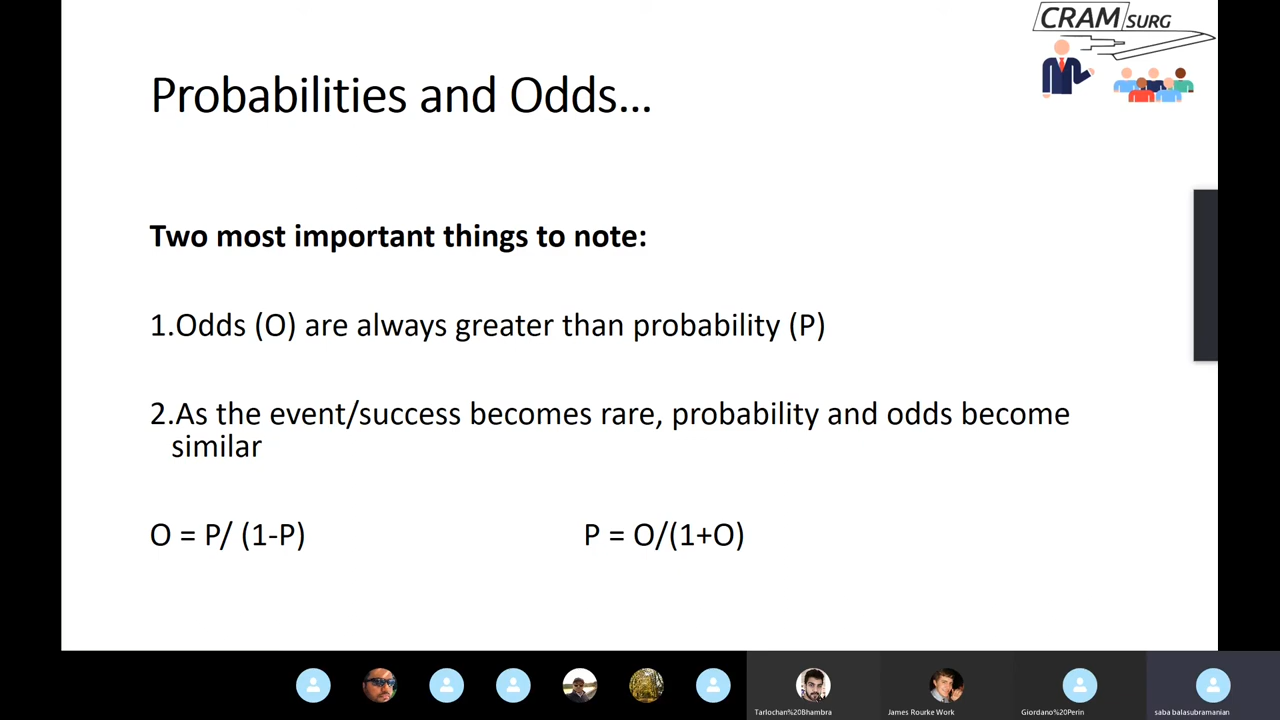 CRAM SURG
Probabilities and Odds...
Two most important things to note:
1.Odds (O) are always greater than probability (P)
2.As the event/success becomes rare, probability and odds become
similar
O = P/ (1-P) P = O/(1+O)
Tarlochan%20Bhambra James Rourke Work Giordano%20Perin saba balasubramanian